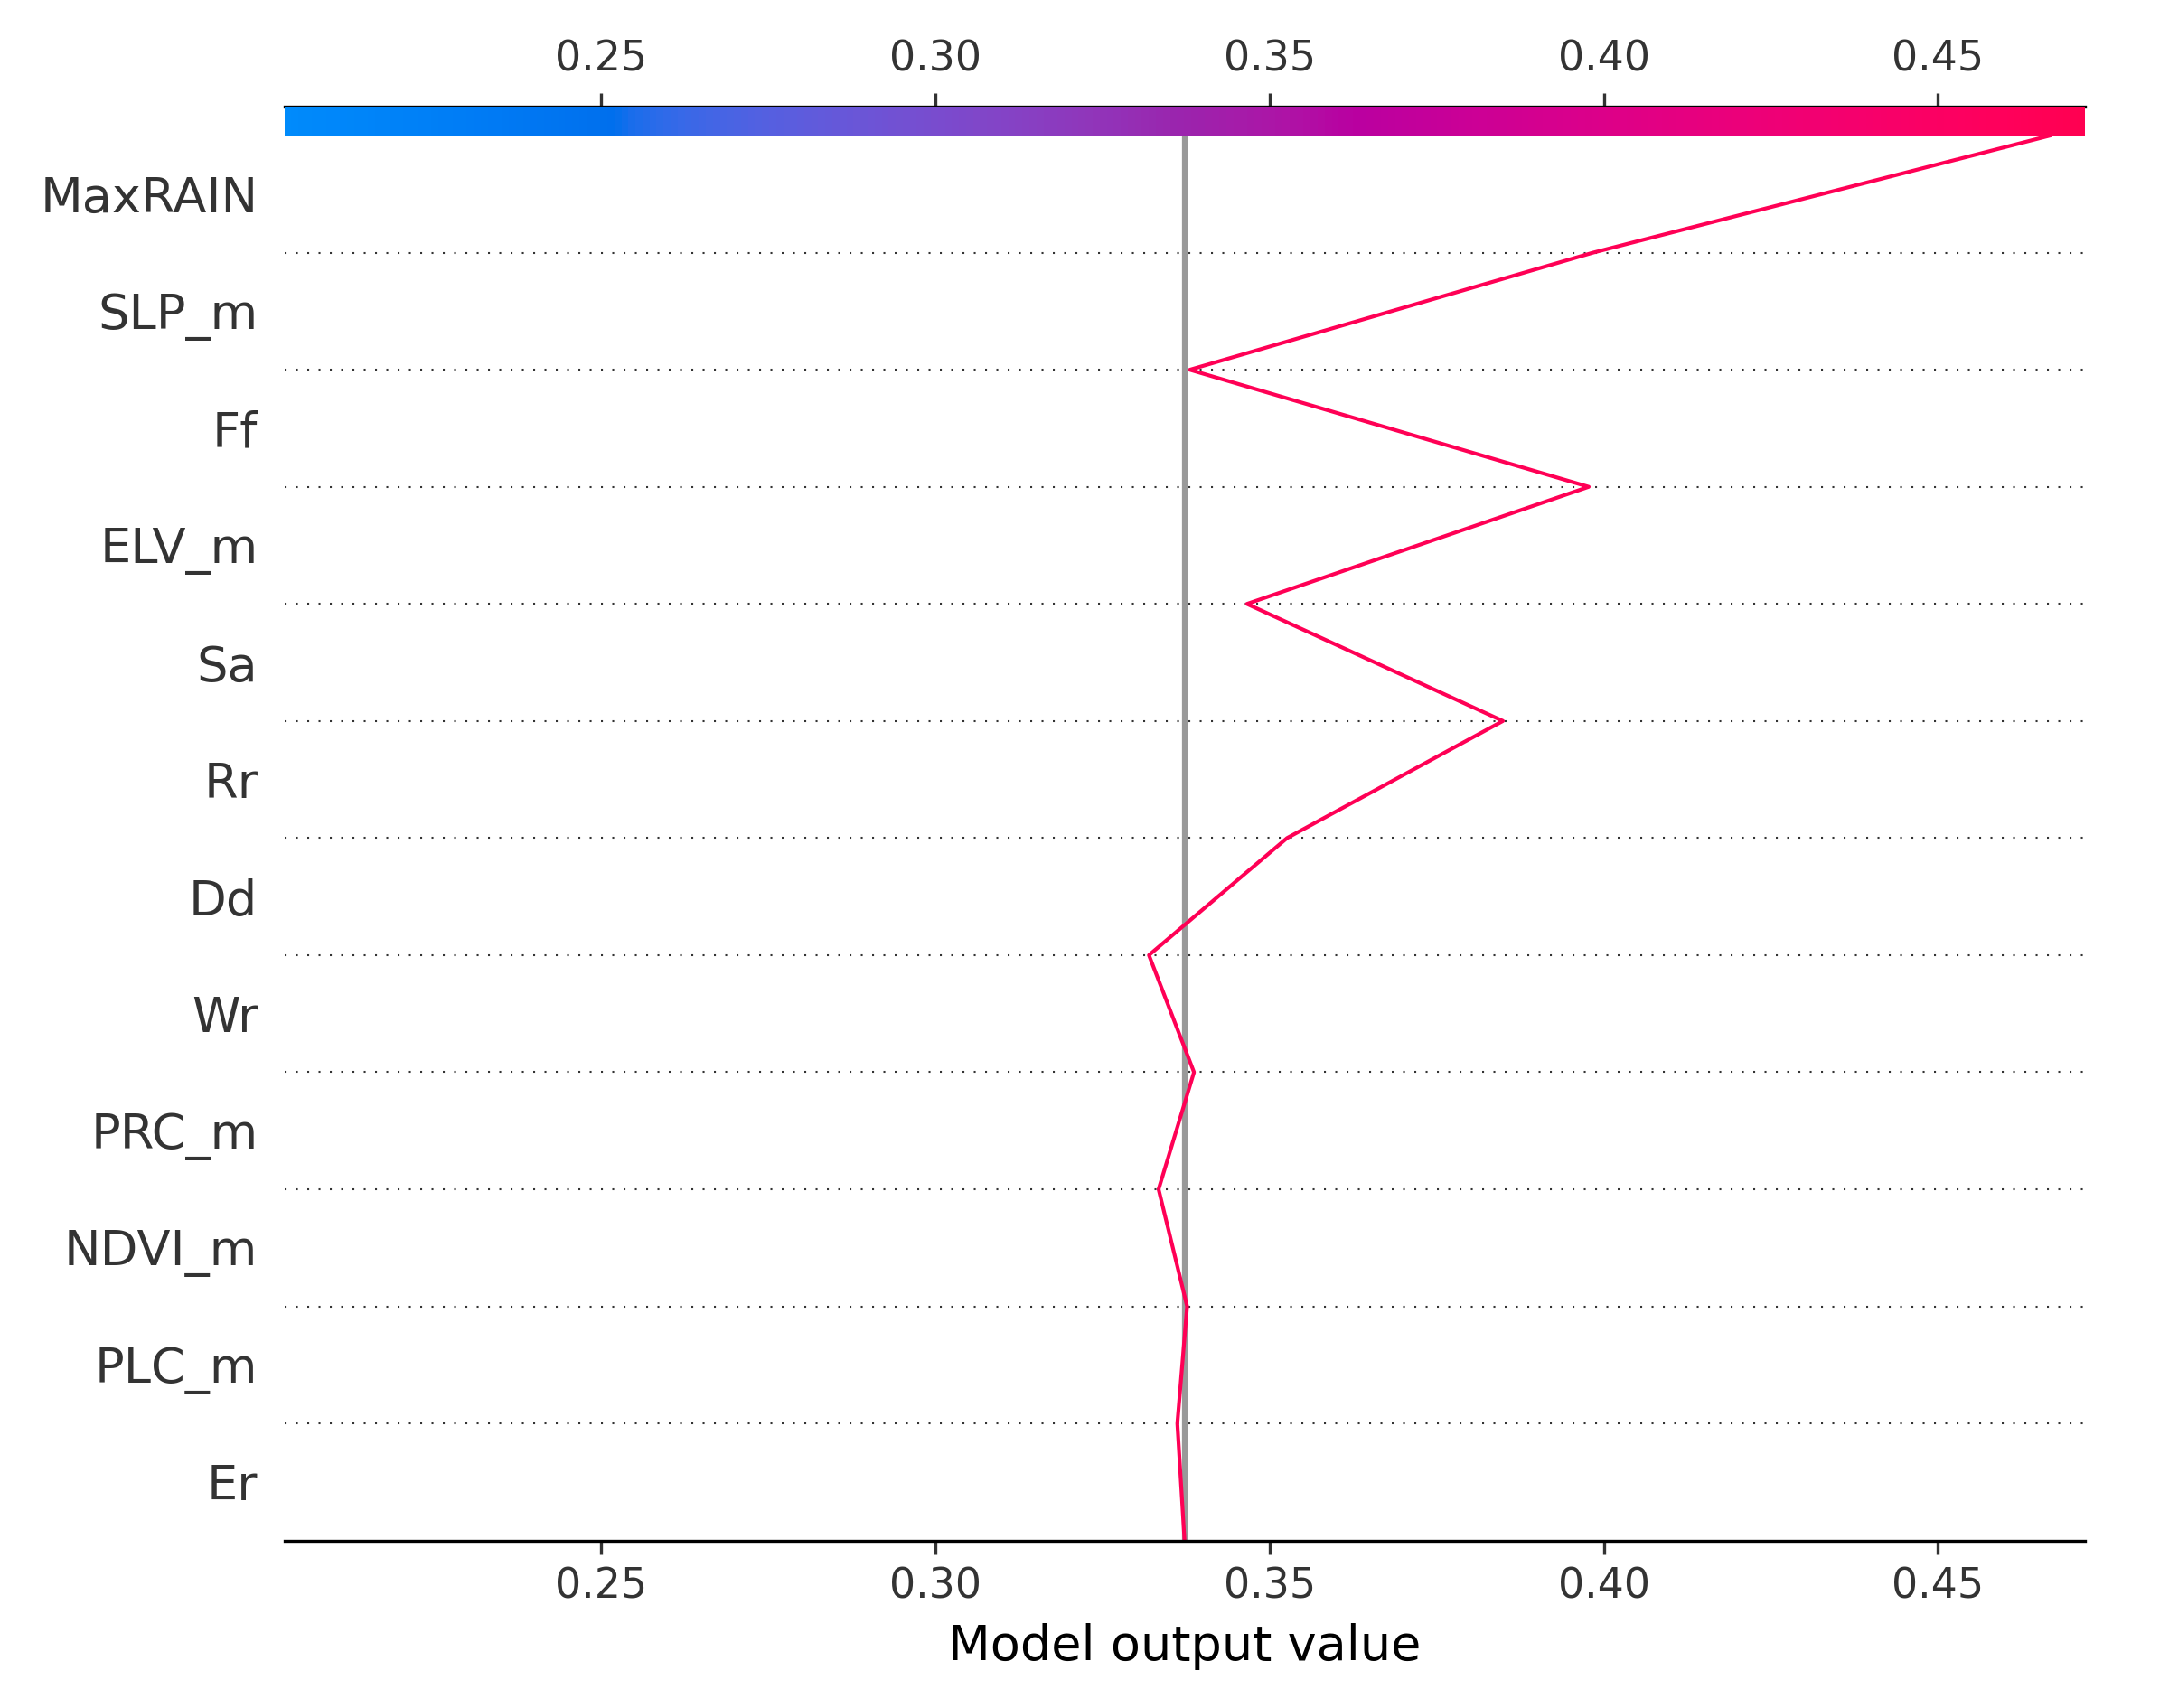 0.25 0.30 0.35 0.40 0.45
MaxRAIN
SLP_m
Ff
ELV_m
Sa
Rr
Dd
Wr
PRC_m
NDVI_m
PLC_m
Er
0.25 0.30 0.35 0.40 0.45
Model output value